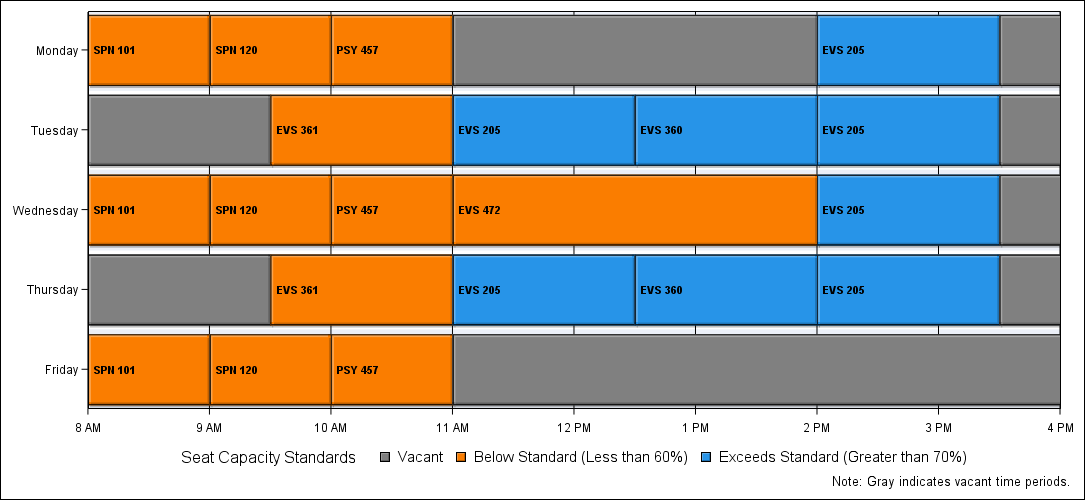 Monday SPN 101 SPN 120 PSY 457 EVS 205
Tuesday EVS 361 EVS 205 EVS 360 EVS 205
Wednesday SPN 101 SPN 120 PSY 457 EVS 472 EVS 205
Thursday EVS 361 EVS 205 EVS 360 EVS 205
Friday SPN 101 SPN 120 PSY 457
8 AM 9 AM 10 AM 11 AM 12 PM 1 PM 2 PM 3 PM 4 PM
Seat Capacity Standards Vacant Below Standard (Less than 60%) Exceeds Standard (Greater than 70%)
Note: Gray indicates vacant time periods.